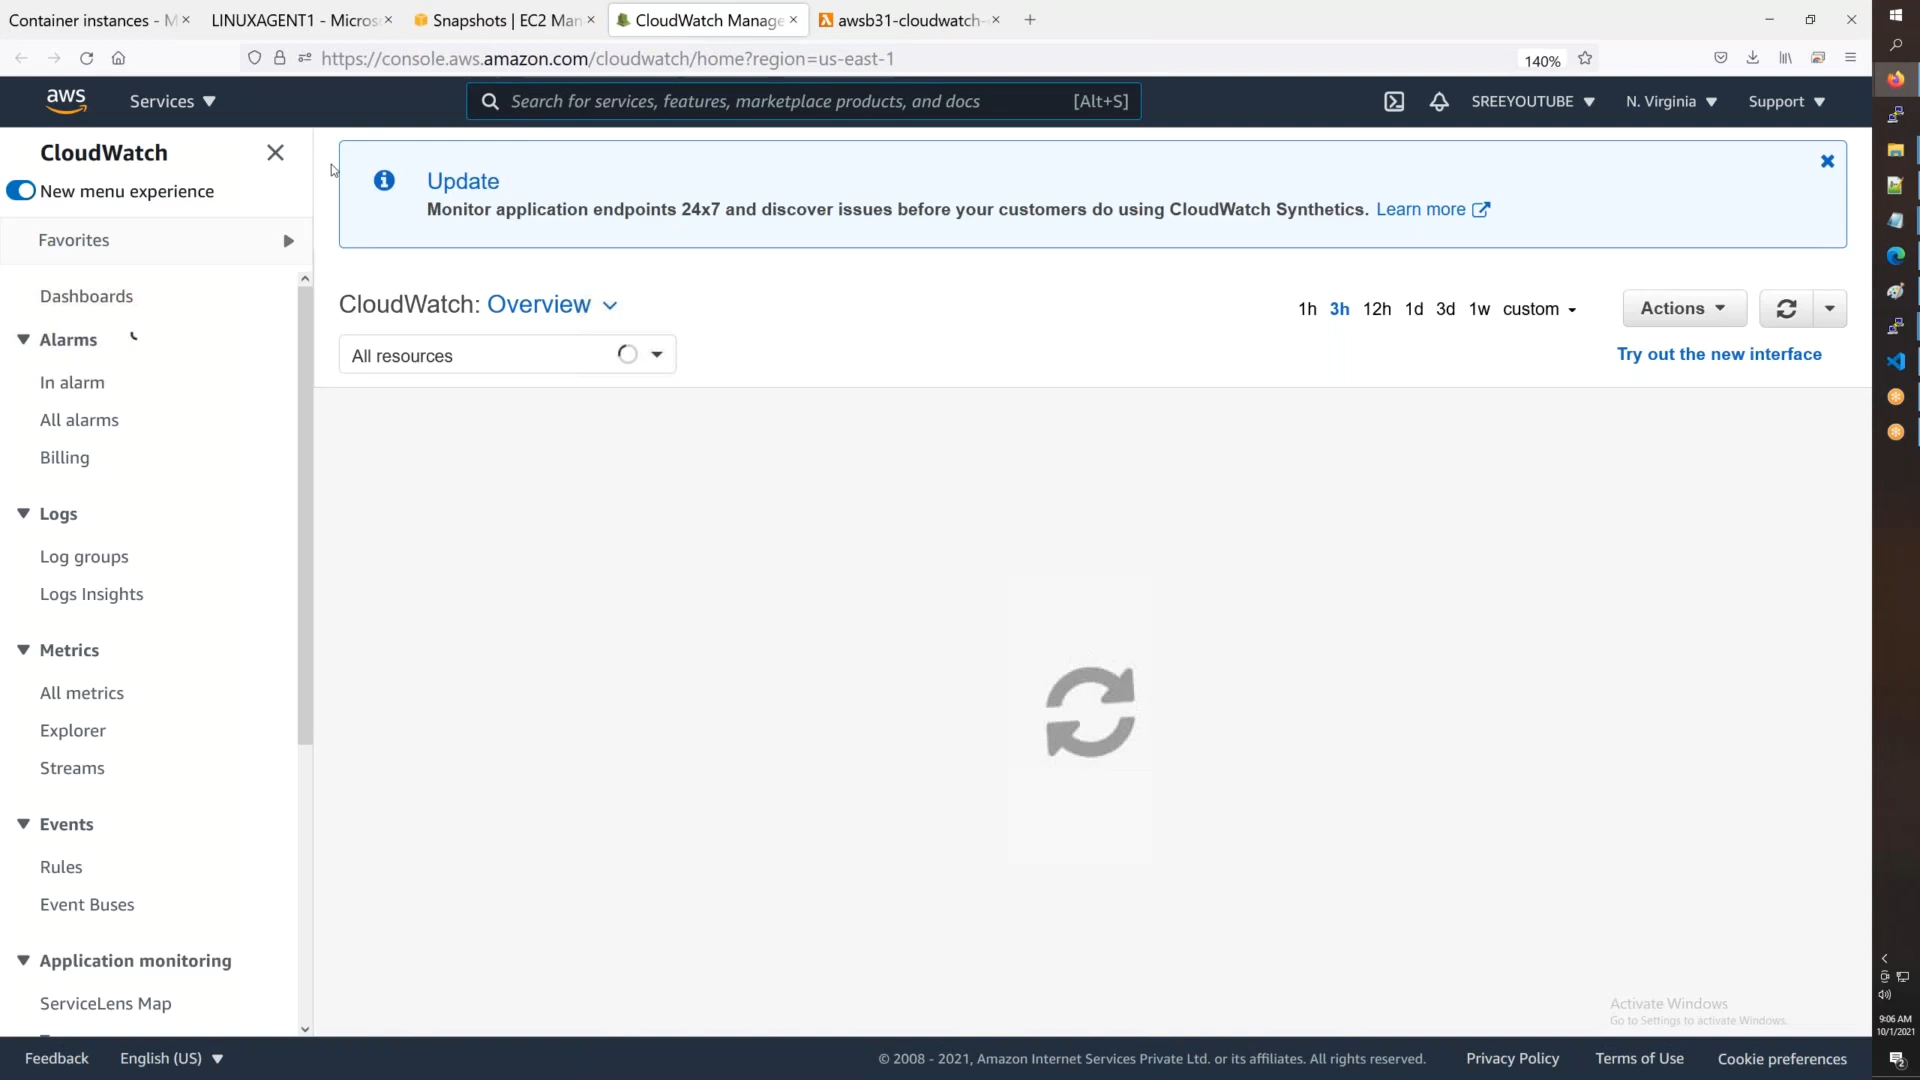 Container instances - M
LINUXAGENT1 - Micros
Snapshots | EC2 Man
CloudWatch Manage
awsb31-cloudwatch-
https://console.aws.amazon.com/cloudwatch/home?region=us-east-1
140%
aws
Services
Search for services, features, marketplace products, and docs
[Alt+S]
SREEYOUTUBE
N. Virginia
Support
CloudWatch
New menu experience
Favorites
Dashboards
Alarms
In alarm
All alarms
Billing
Logs
Log groups
Logs Insights
Metrics
All metrics
Explorer
Streams
Events
Rules
Event Buses
Application monitoring
ServiceLens Map
Update
Monitor application endpoints 24x7 and discover issues before your customers do using CloudWatch Synthetics. Learn more
CloudWatch: Overview
1h 3h 12h 1d 3d 1w custom
Actions
All resources
Try out the new interface
Activate Windows
Go to Settings to activate Windows.
9:06 AM
10/1/2021
Feedback
English (US)
© 2008 - 2021, Amazon Internet Services Private Ltd. or its affiliates. All rights reserved.
Privacy Policy
Terms of Use
Cookie preferences